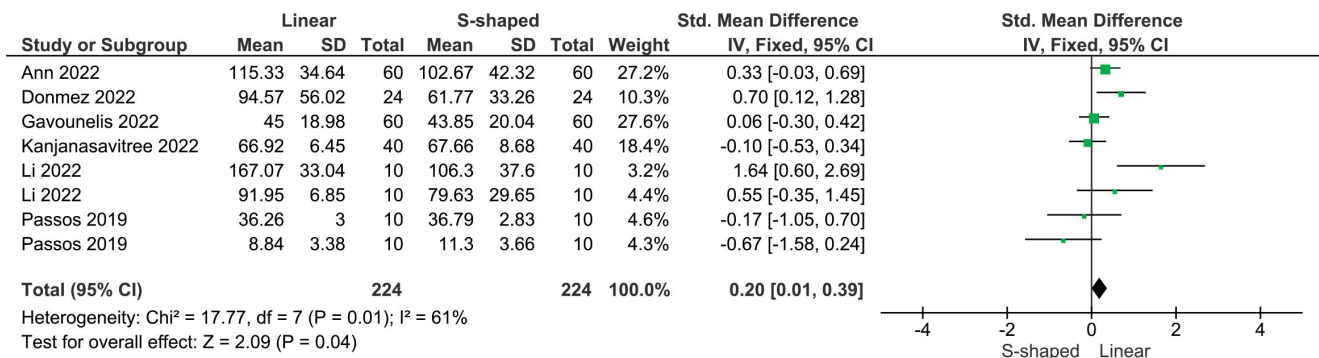 Linear S-shaped Std. Mean Difference Std. Mean Difference
Study or Subgroup Mean SD Total Mean SD Total Weight IV, Fixed, 95% CI IV, Fixed, 95% CI
Ann 2022 115.33 34.64 60 102.67 42.32 60 27.2% 0.33 [-0.03, 0.69]
Donmez 2022 94.57 56.02 24 61.77 33.26 24 10.3% 0.70 [0.12, 1.28]
Gavounelis 2022 45 18.98 60 43.85 20.04 60 27.6% 0.06 [-0.30, 0.42]
Kanjanasavitree 2022 66.92 6.45 40 67.66 8.68 40 18.4% -0.10 [-0.53, 0.34]
Li 2022 167.07 33.04 10 106.3 37.6 10 3.2% 1.64 [0.60, 2.69]
Li 2022 91.95 6.85 10 79.63 29.65 10 4.4% 0.55 [-0.35, 1.45]
Passos 2019 36.26 3 10 36.79 2.83 10 4.6% -0.17 [-1.05, 0.70]
Passos 2019 8.84 3.38 10 11.3 3.66 10 4.3% -0.67 [-1.58, 0.24]
Total (95% CI) 224 224 100.0% 0.20 [0.01, 0.39]
Heterogeneity: Chi² = 17.77, df = 7 (P = 0.01); I² = 61%
Test for overall effect: Z = 2.09 (P = 0.04)
-4 -2 0 2 4
S-shaped Linear